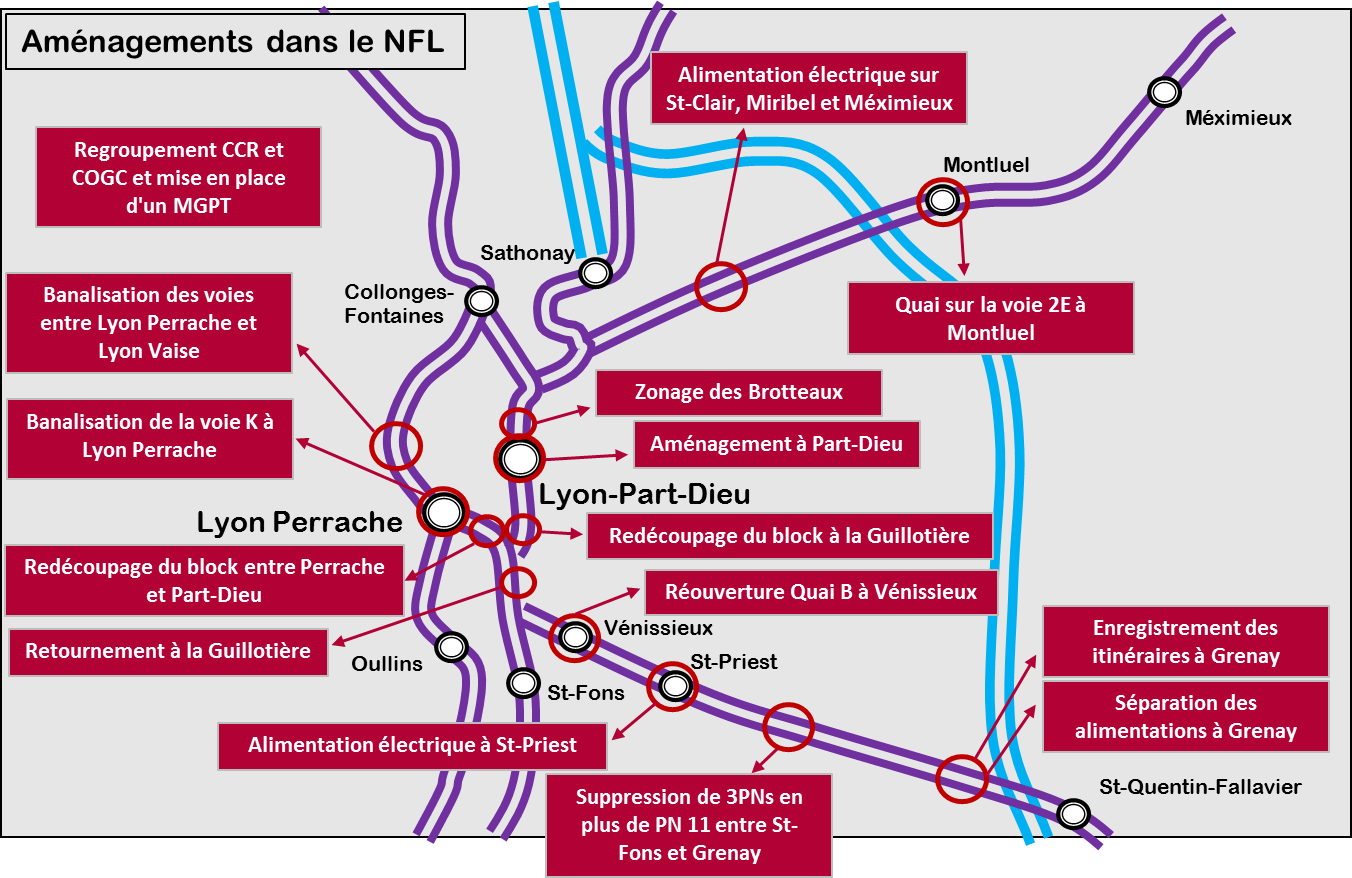 Aménagements dans le NFL
Alimentation électrique sur
St-Clair, Miribel et Méximieux
Méximieux
Regroupement CCR et
COGC et mise en place
d'un MGPT
Montluel
Sathonay
Banalisation des voies
entre Lyon Perrache et
Lyon Vaise
Collonges-
Fontaines
Quai sur la voie 2E à
Montluel
Zonage des Brotteaux
Banalisation de la voie K à
Lyon Perrache
Aménagement à Part-Dieu
Lyon-Part-Dieu
Lyon Perrache
Redécoupage du block à la Guillotière
Redécoupage du block entre Perrache
et Part-Dieu
Réouverture Quai B à Vénissieux
Retournement à la Guillotière
Oullins
Vénissieux
Enregistrement des
itinéraires à Grenay
St-Priest
St-Fons
Séparation des
alimentations à Grenay
Alimentation électrique à St-Priest
St-Quentin-Fallavier
Suppression de 3PNs en
plus de PN 11 entre St-
Fons et Grenay